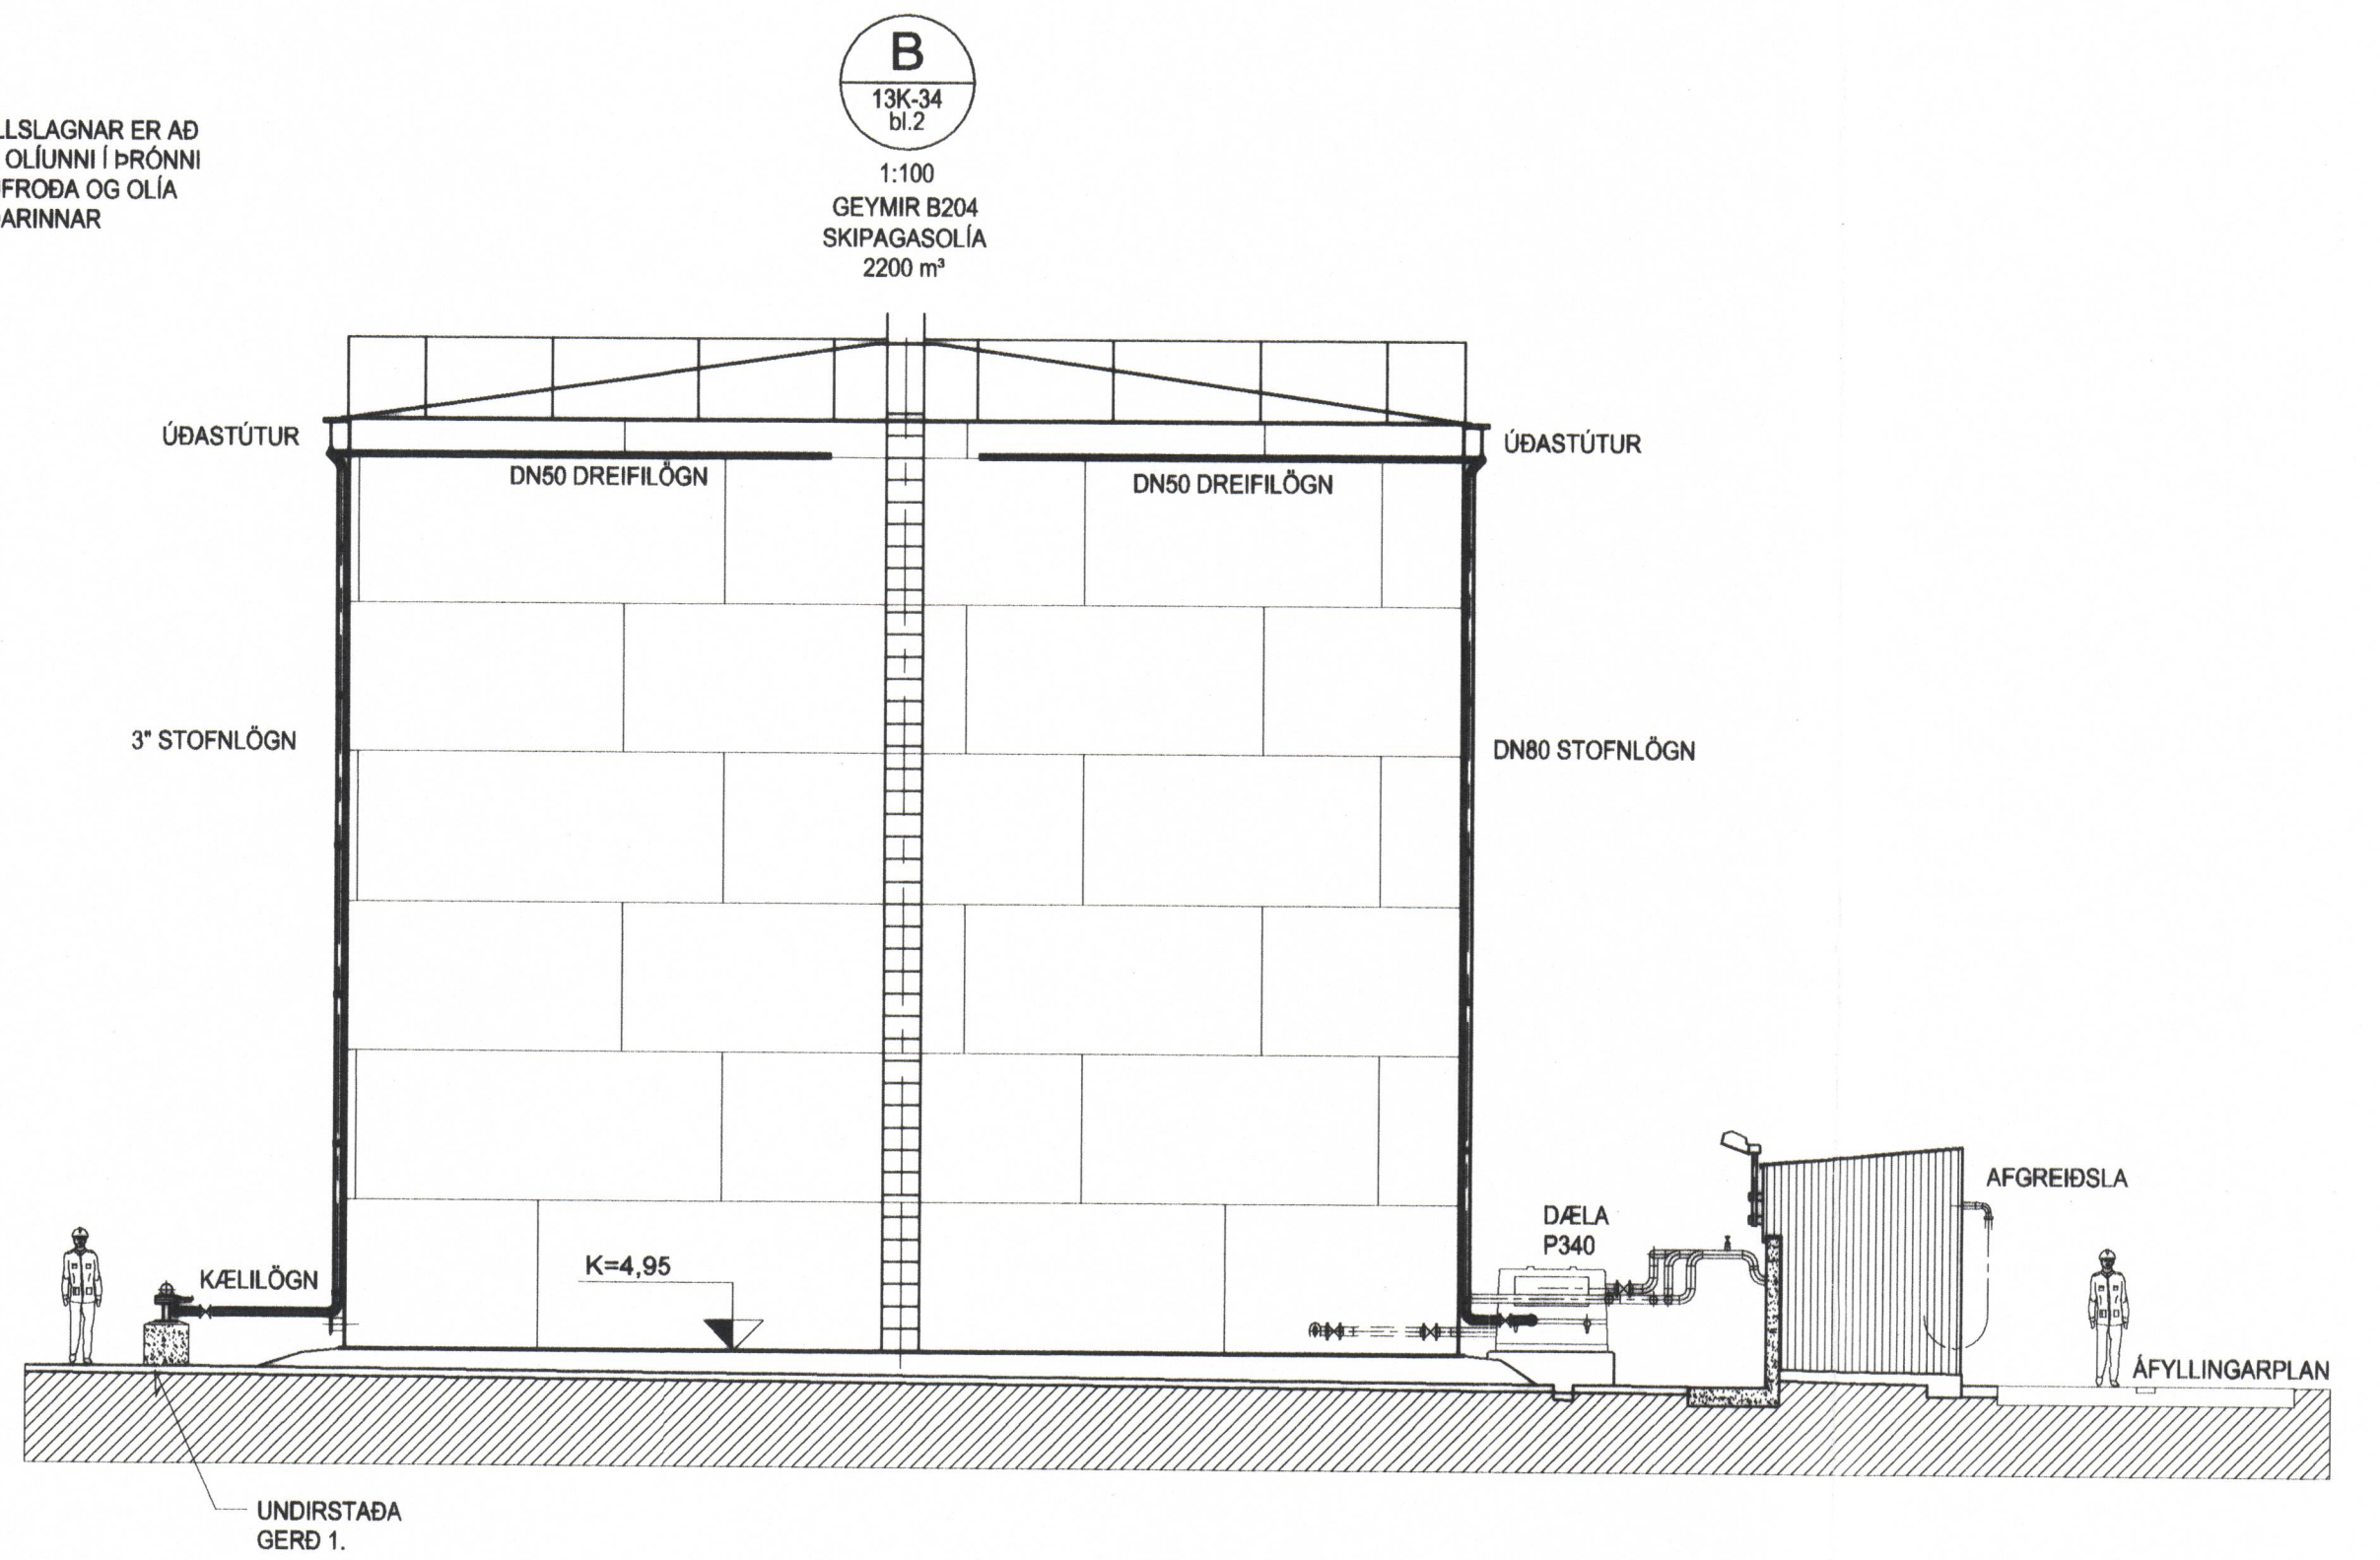 LLSLAGNAR ER AÐ
OLÍUNNI Í ÞRÓNNI
FROÐA OG OLÍA
ARINNAR
B
13K-34
bl.2
1:100
GEYMIR B204
SKIPAGASOLÍA
2200 m³
ÚÐASTÚTUR
ÚÐASTÚTUR
DN50 DREIFILÖGN
DN50 DREIFILÖGN
3" STOFNLÖGN
DN80 STOFNLÖGN
AFGREIÐSLA
DÆLA
P340
KÆLILÖGN
K=4,95
ÁFYLLINGARPLAN
UNDIRSTAÐA
GERÐ 1.